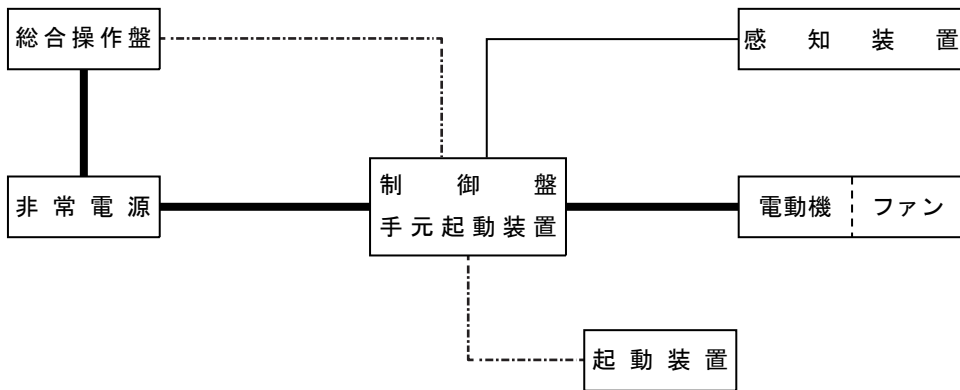 総合操作盤
感知装置
非常電源
制御盤
手元起動装置
電動機
ファン
起動装置